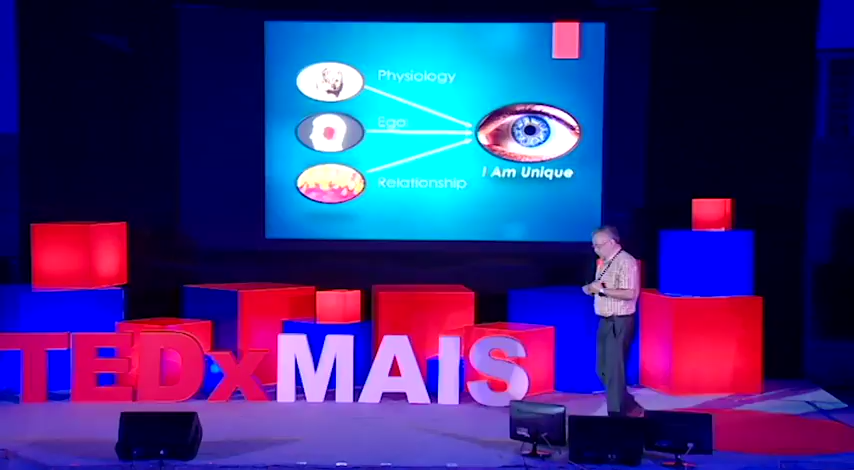 Physiology
Ego
Relationship
I Am Unique
TEDxMAIS